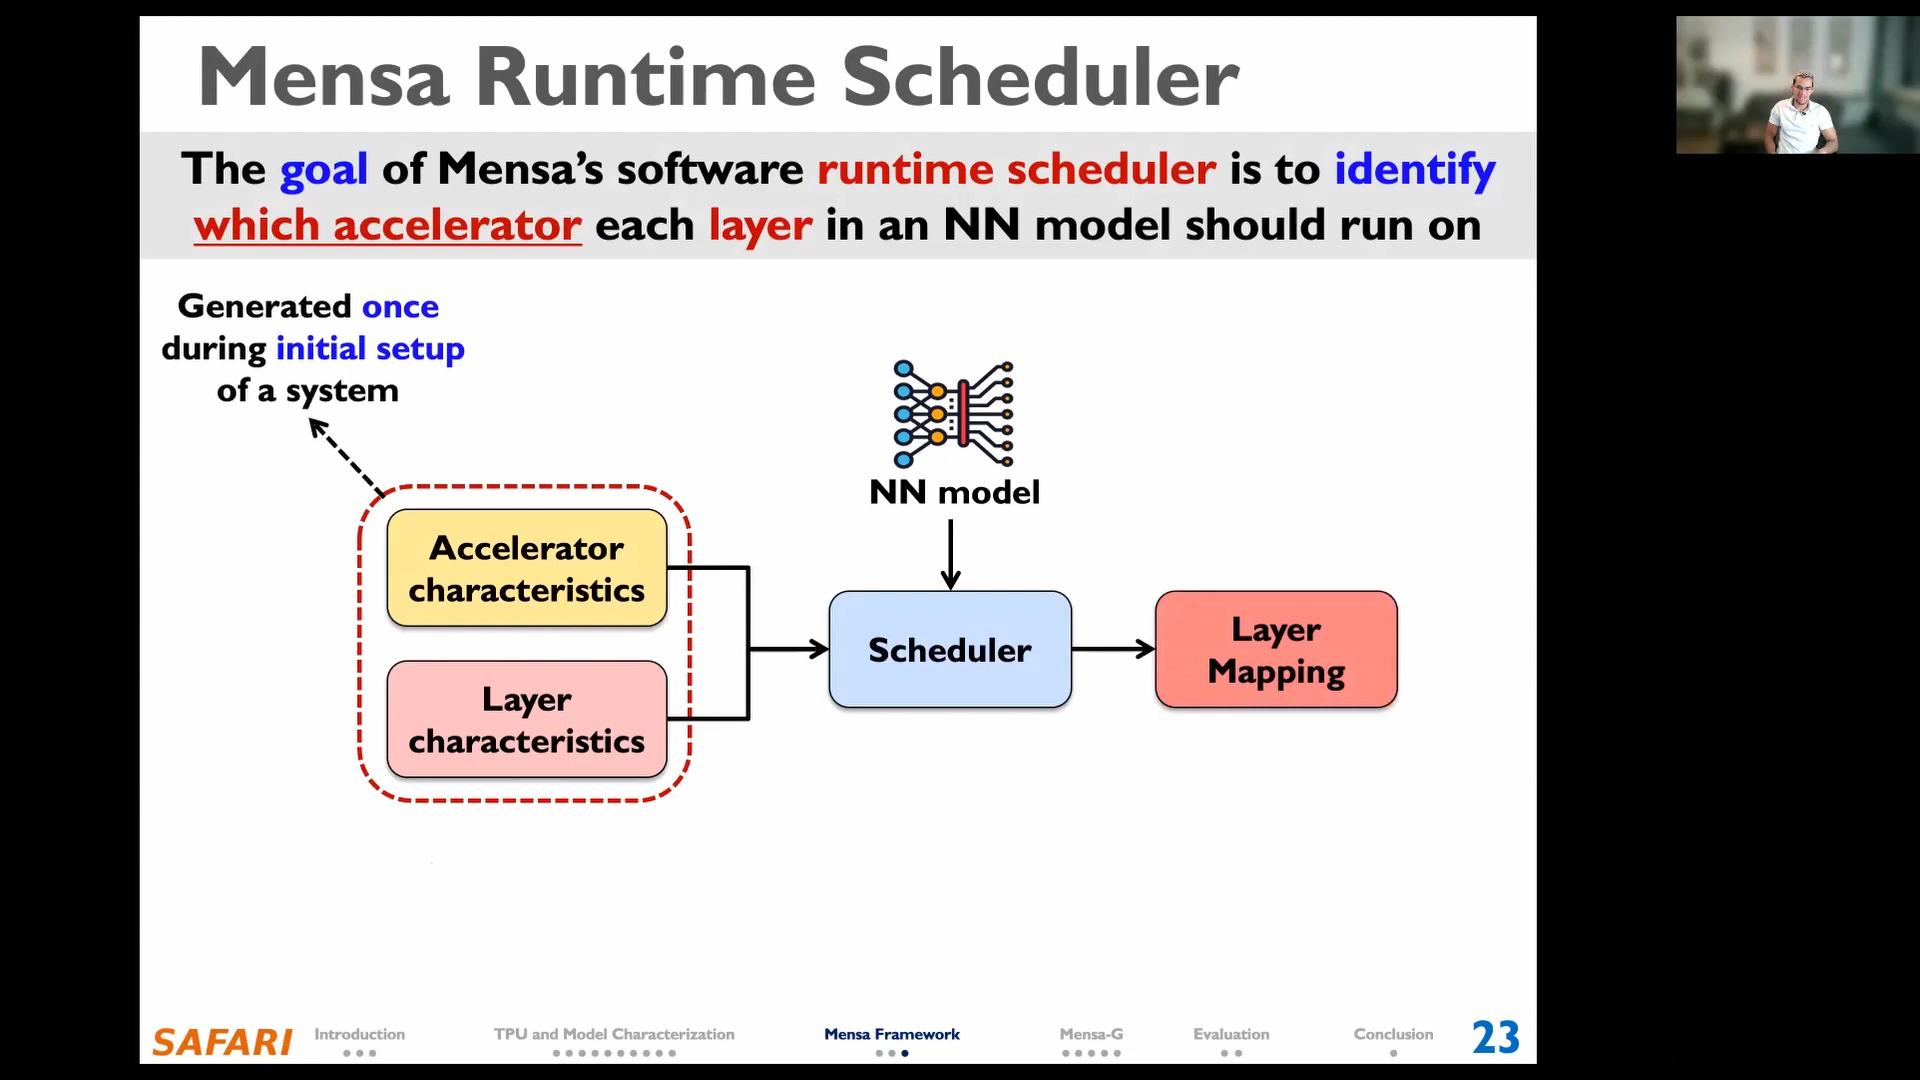 Mensa Runtime Scheduler
The goal of Mensa’s software runtime scheduler is to identify
which accelerator each layer in an NN model should run on
Generated once
during initial setup
of a system
NN model
Accelerator
characteristics
Layer
characteristics
Scheduler
Layer
Mapping
SAFARI
Introduction
TPU and Model Characterization
Mensa Framework
Mensa-G
Evaluation
Conclusion
23